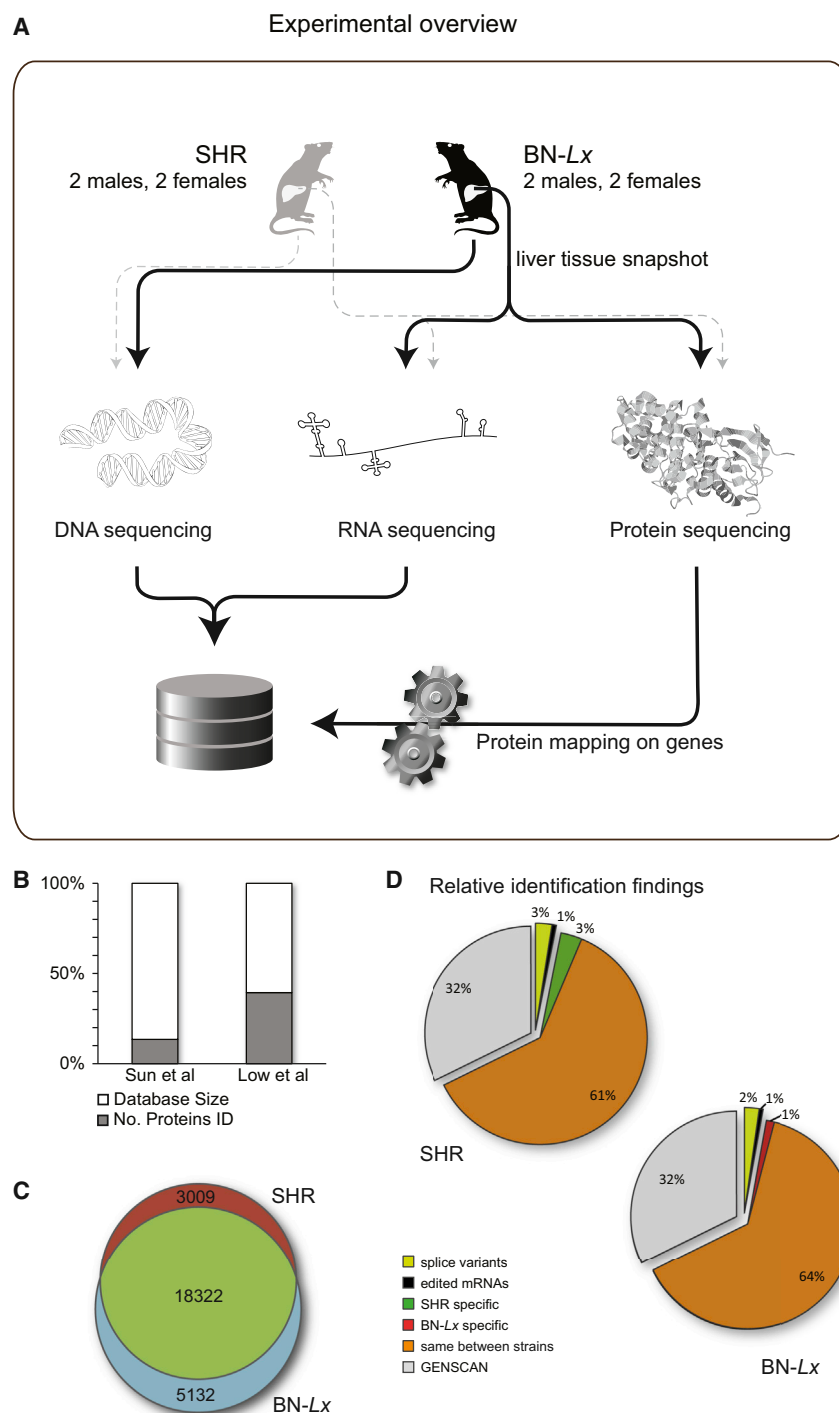 A
Experimental overview
SHR
2 males, 2 females
BN-Lx
2 males, 2 females
liver tissue snapshot
DNA sequencing
RNA sequencing
Protein sequencing
Protein mapping on genes
B
100%
50%
0%
Sun et al
Low et al
Database Size
No. Proteins ID
C
3009
SHR
18322
5132
BN-Lx
D
Relative identification findings
3%
1%
3%
32%
61%
SHR
2%
1%
1%
32%
64%
BN-Lx
splice variants
edited mRNAs
SHR specific
BN-Lx specific
same between strains
GENSCAN